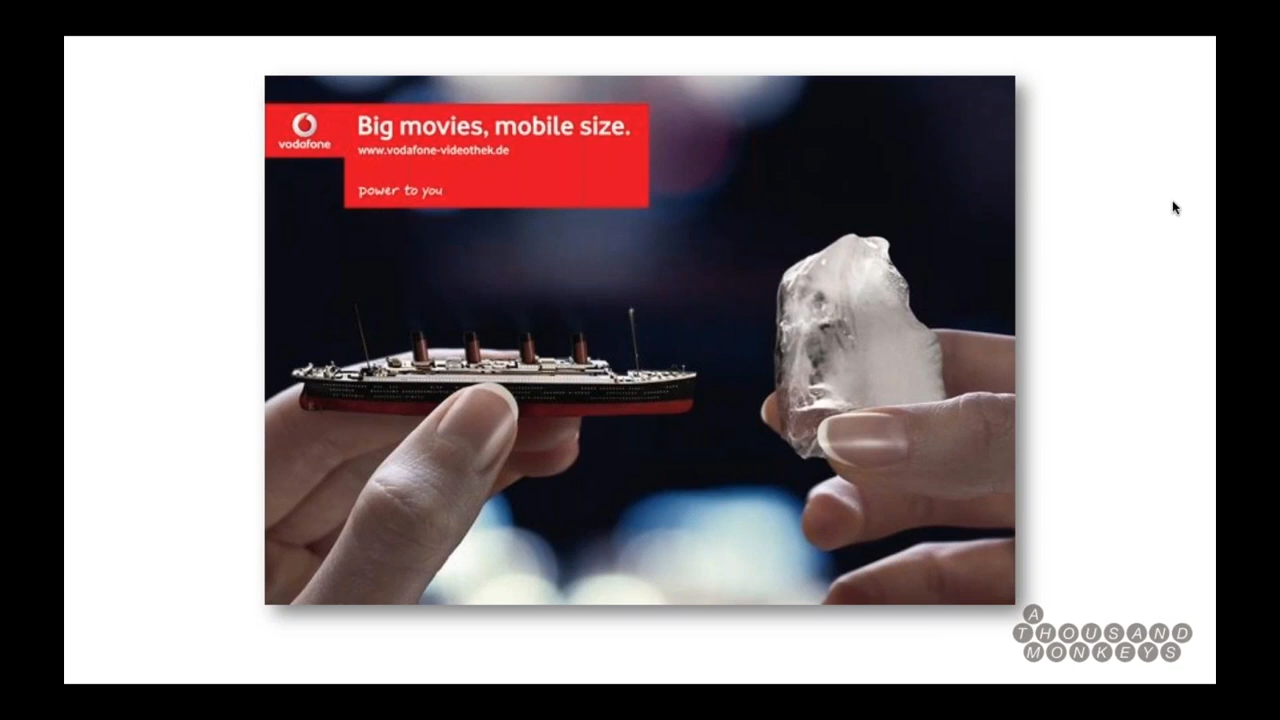 Big movies, mobile size.
vodafone
www.vodafone-videothek.de
power to you
A
THOUSAND
MONKEYS